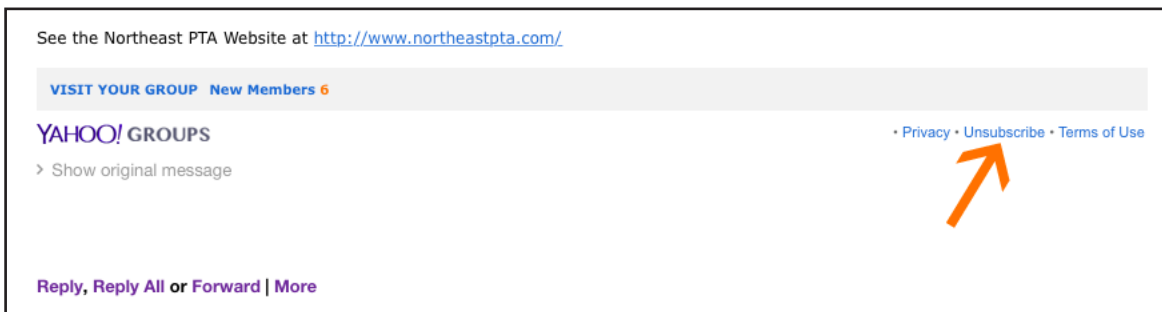 See the Northeast PTA Website at http://www.northeastpta.com/
VISIT YOUR GROUP New Members 6
YAHOO! GROUPS
• Privacy • Unsubscribe • Terms of Use
> Show original message
Reply, Reply All or Forward | More